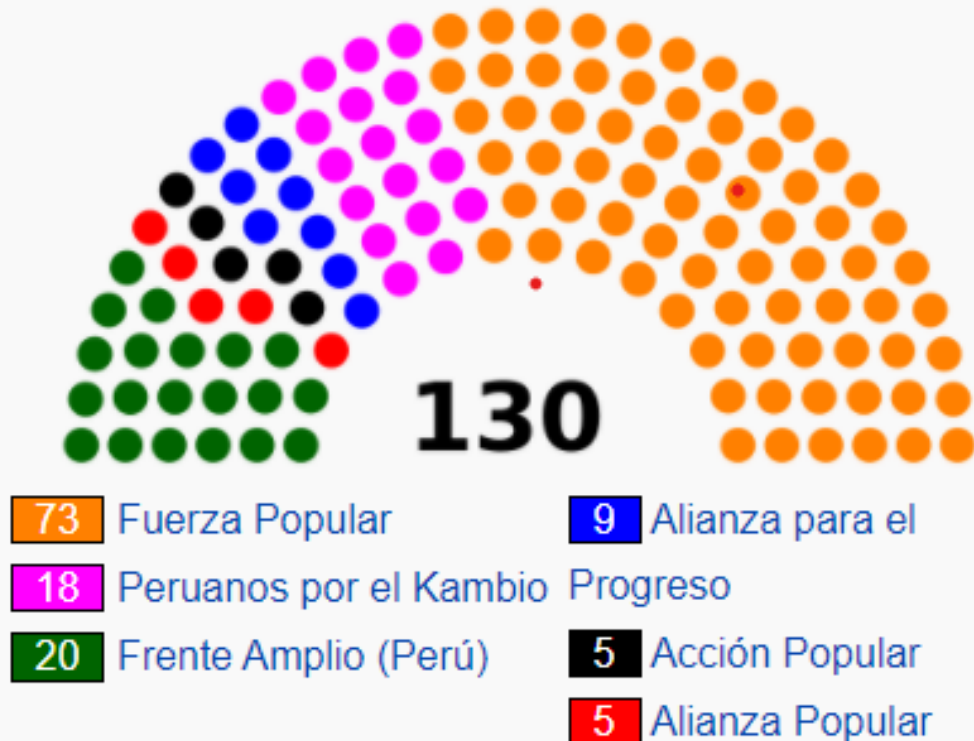 130
73 Fuerza Popular
18 Peruanos por el Kambio
20 Frente Amplio (Perú)
9 Alianza para el
Progreso
5 Acción Popular
5 Alianza Popular